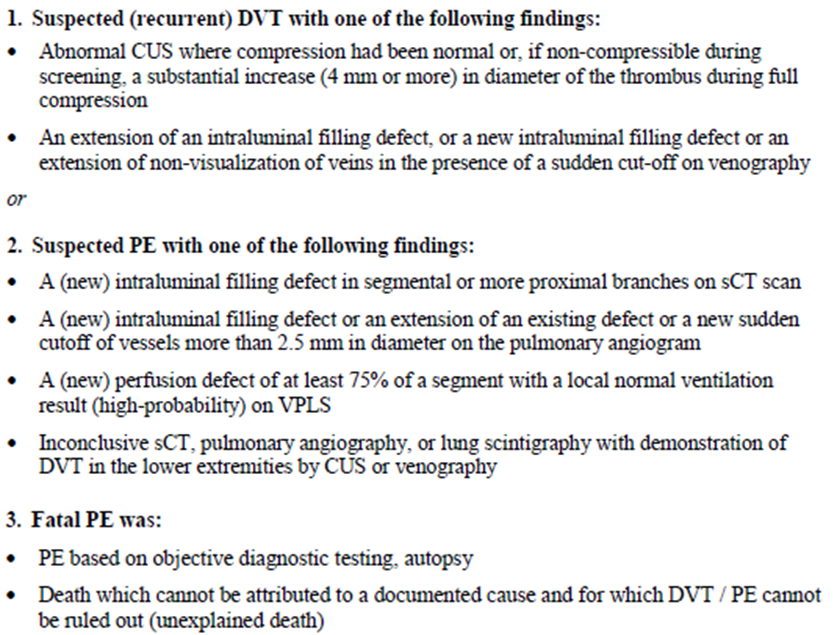 1. Suspected (recurrent) DVT with one of the following findings:
• Abnormal CUS where compression had been normal or, if non-compressible during
screening, a substantial increase (4 mm or more) in diameter of the thrombus during full
compression
• An extension of an intraluminal filling defect, or a new intraluminal filling defect or an
extension of non-visualization of veins in the presence of a sudden cut-off on venography
or
2. Suspected PE with one of the following findings:
• A (new) intraluminal filling defect in segmental or more proximal branches on sCT scan
• A (new) intraluminal filling defect or an extension of an existing defect or a new sudden
cutoff of vessels more than 2.5 mm in diameter on the pulmonary angiogram
• A (new) perfusion defect of at least 75% of a segment with a local normal ventilation
result (high-probability) on VPLS
• Inconclusive sCT, pulmonary angiography, or lung scintigraphy with demonstration of
DVT in the lower extremities by CUS or venography
3. Fatal PE was:
• PE based on objective diagnostic testing, autopsy
• Death which cannot be attributed to a documented cause and for which DVT / PE cannot
be ruled out (unexplained death)